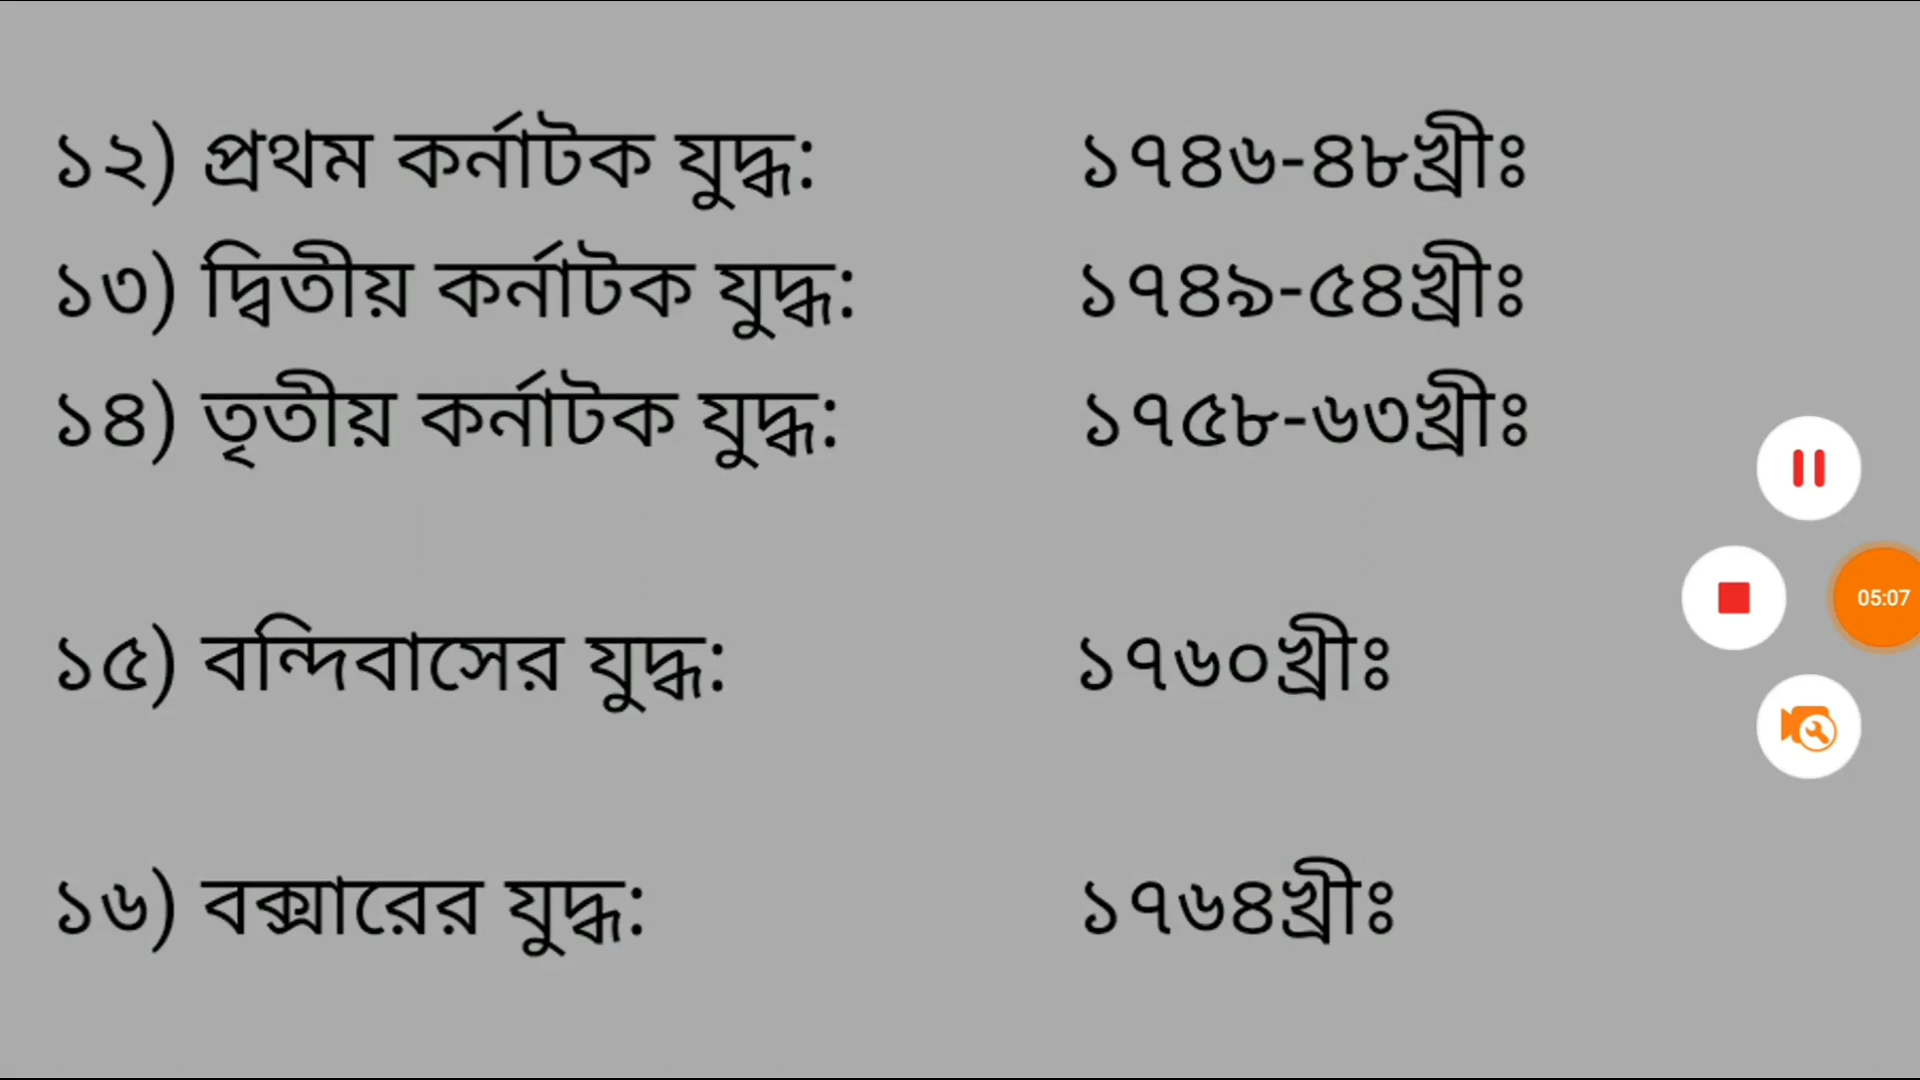 ১২) প্রথম কর্নাটক যুদ্ধ: ১৭৪৬-৪৮খ্রীঃ
১৩) দ্বিতীয় কর্নাটক যুদ্ধ: ১৭৪৯-৫৪খ্রীঃ
১৪) তৃতীয় কর্নাটক যুদ্ধ: ১৭৫৮-৬৩খ্রীঃ
১৫) বন্দিবাসের যুদ্ধ: ১৭৬০খ্রীঃ
১৬) বক্সারের যুদ্ধ: ১৭৬৪খ্রীঃ
05:07